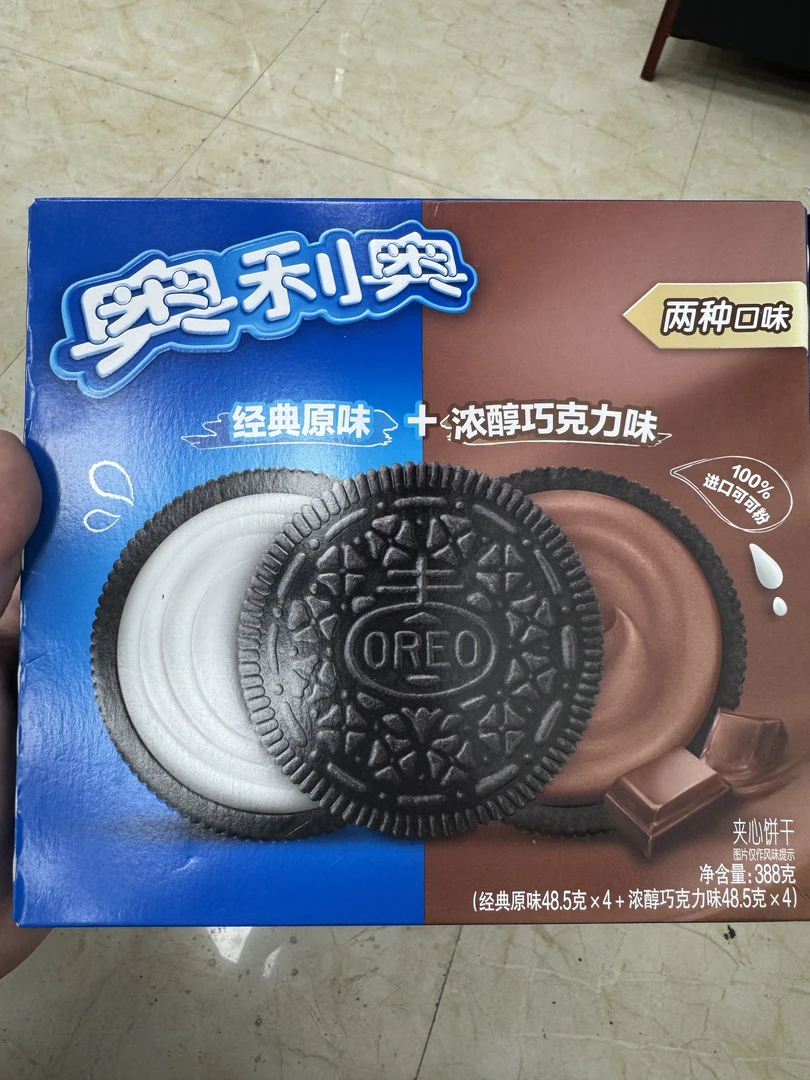 奥利奥
两种口味
经典原味+浓醇巧克力味
100%
进口可可粉
OREO
夹心饼干
图片仅作风味提示
净含量:388克
(经典原味48.5克×4+浓醇巧克力味48.5克×4)